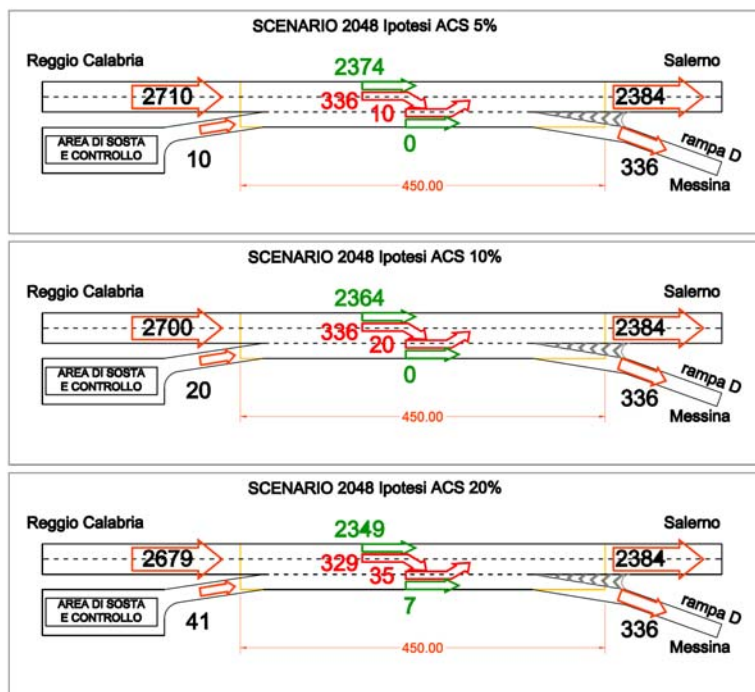 SCENARIO 2048 Ipotesi ACS 5%
Reggio Calabria
Salerno
2374
2710
336
10
2384
AREA DI SOSTA
E CONTROLLO
10
0
336
rampa D
Messina
450.00
SCENARIO 2048 Ipotesi ACS 10%
Reggio Calabria
Salerno
2364
2700
336
20
2384
AREA DI SOSTA
E CONTROLLO
20
0
336
rampa D
Messina
450.00
SCENARIO 2048 Ipotesi ACS 20%
Reggio Calabria
Salerno
2349
2679
329
35
2384
AREA DI SOSTA
E CONTROLLO
41
7
336
rampa D
Messina
450.00